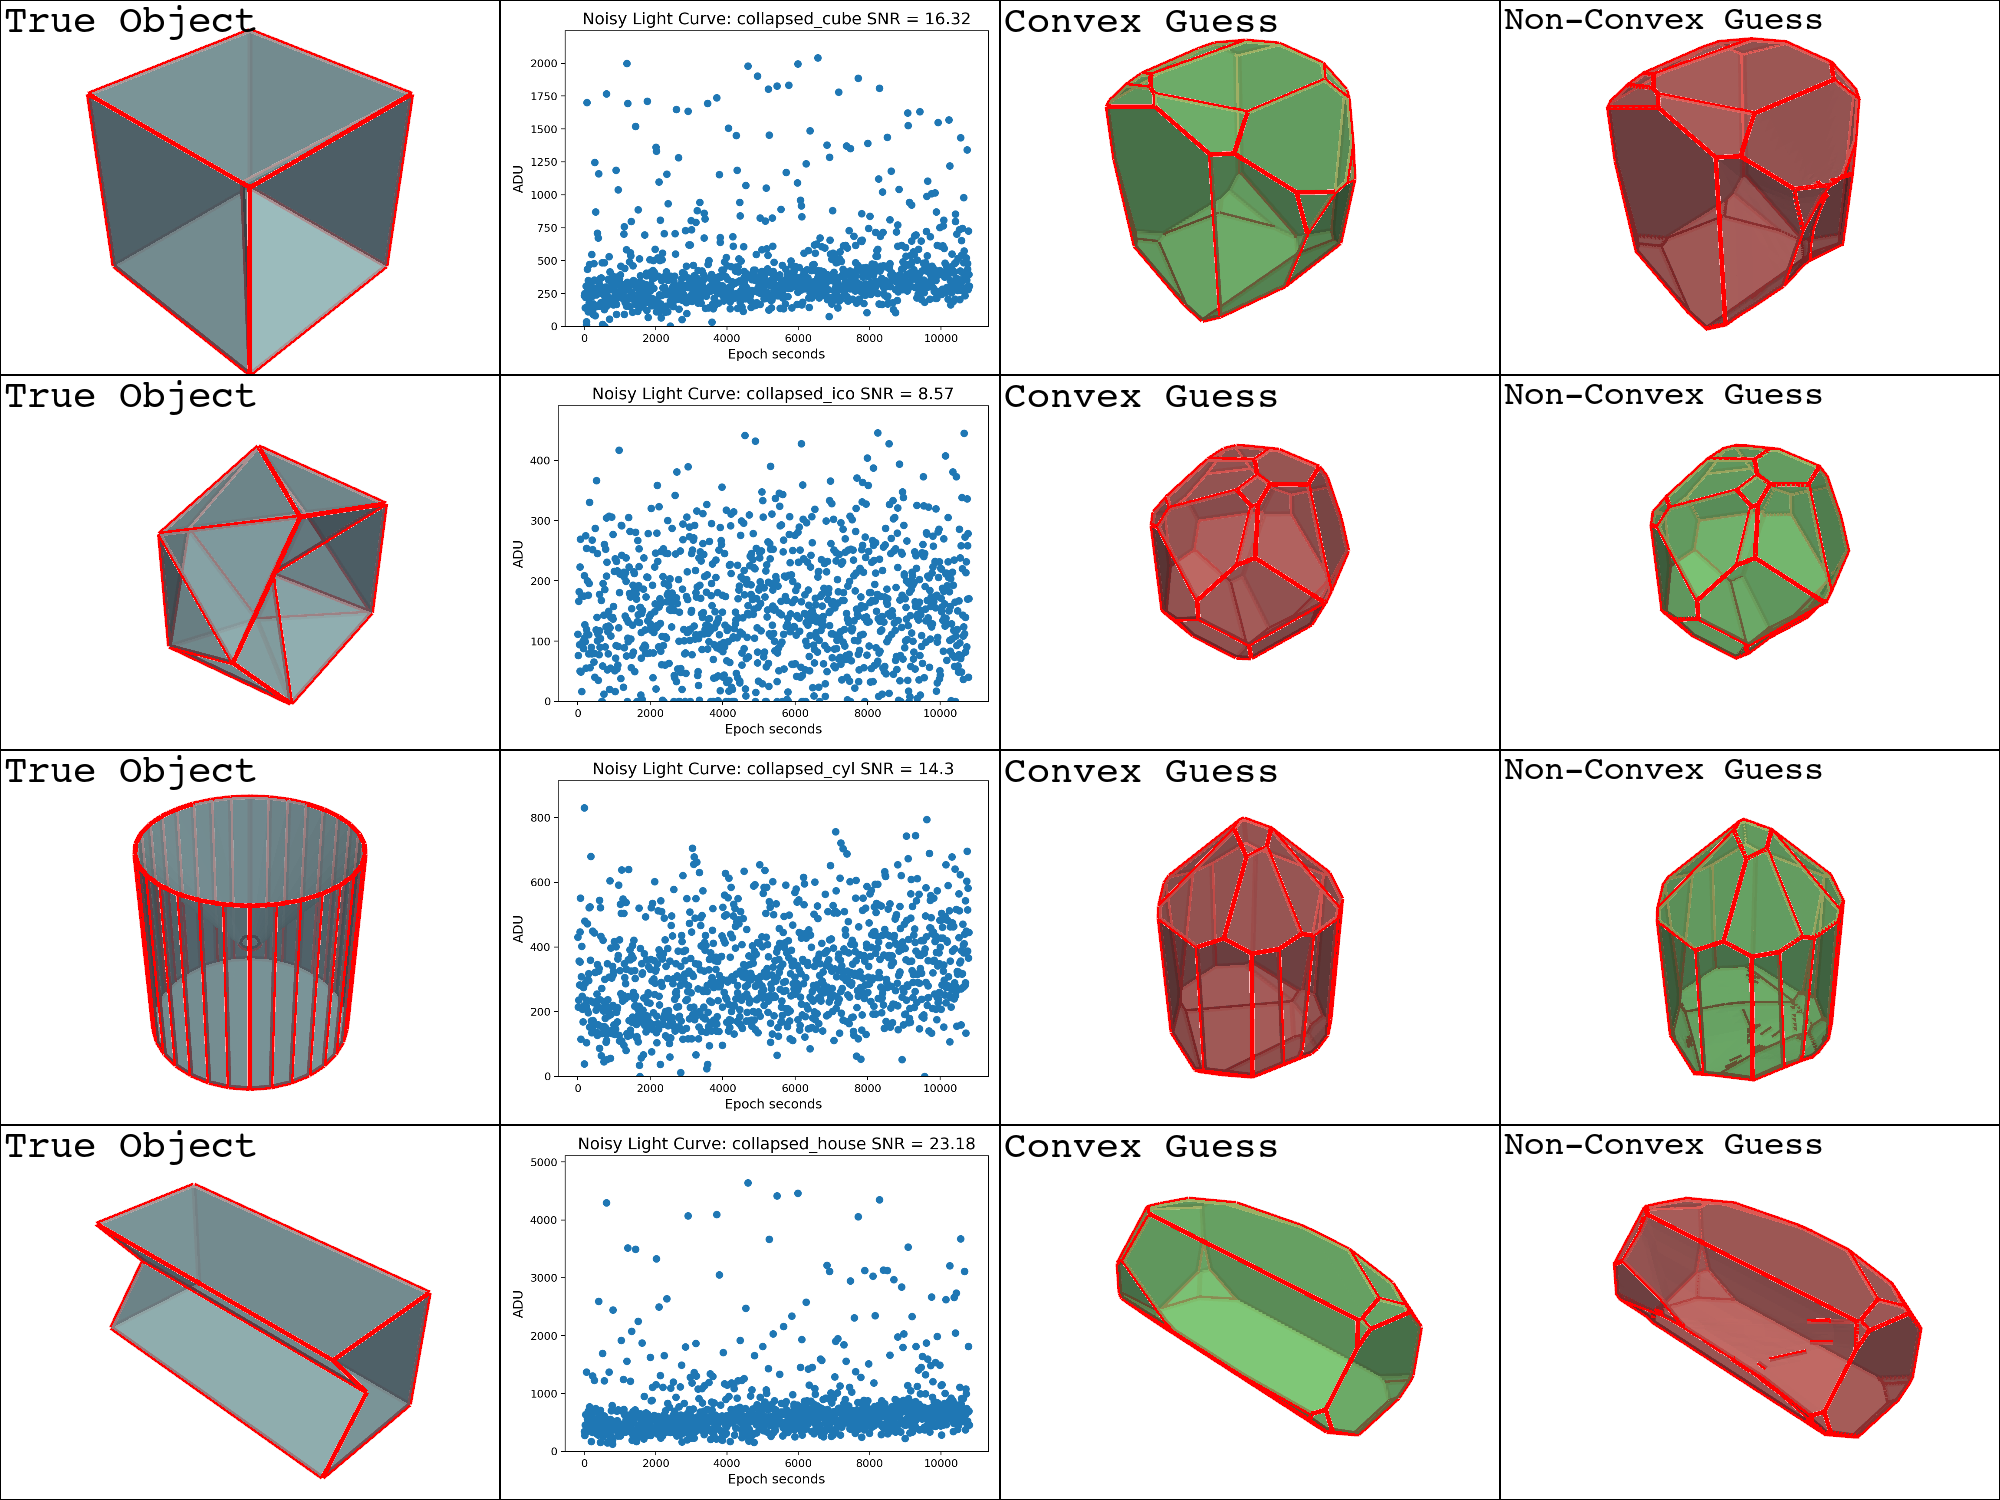 True Object
Noisy Light Curve: collapsed_cube SNR = 16.32
2000
1750
1500
1250
1000
750
500
250
0
ADU
0 2000 4000 6000 8000 10000
Epoch seconds
Convex Guess
Non-Convex Guess
True Object
Noisy Light Curve: collapsed_ico SNR = 8.57
400
300
200
100
0
ADU
0 2000 4000 6000 8000 10000
Epoch seconds
Convex Guess
Non-Convex Guess
True Object
Noisy Light Curve: collapsed_cyl SNR = 14.3
800
600
400
200
0
ADU
0 2000 4000 6000 8000 10000
Epoch seconds
Convex Guess
Non-Convex Guess
True Object
Noisy Light Curve: collapsed_house SNR = 23.18
5000
4000
3000
2000
1000
0
ADU
0 2000 4000 6000 8000 10000
Epoch seconds
Convex Guess
Non-Convex Guess